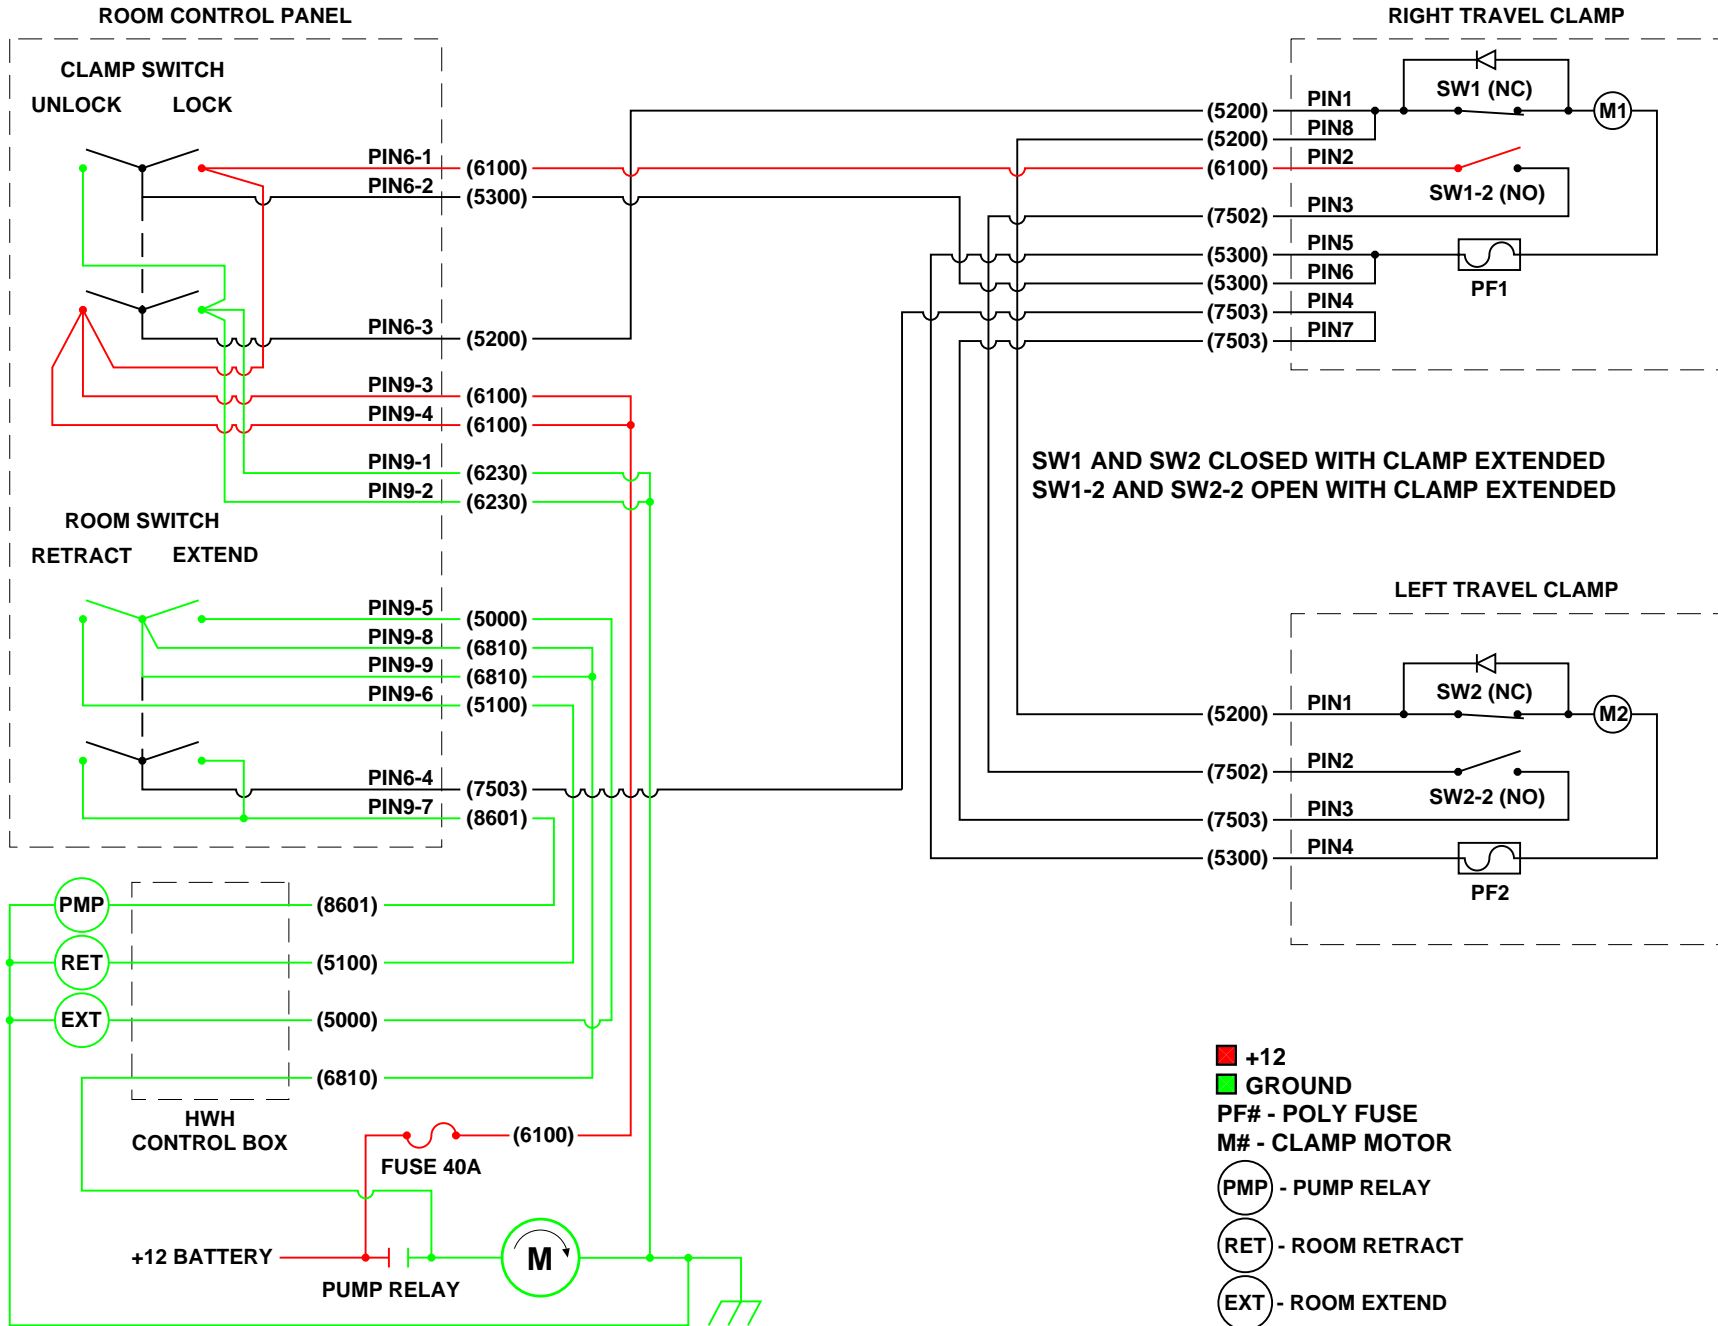 ROOM CONTROL PANEL
CLAMP SWITCH
UNLOCK LOCK
PIN6-1 (6100)
PIN6-2 (5300)
PIN6-3 (5200)
PIN9-3 (6100)
PIN9-4 (6100)
PIN9-1 (6230)
PIN9-2 (6230)
ROOM SWITCH
RETRACT EXTEND
PIN9-5 (5000)
PIN9-8 (6810)
PIN9-9 (6810)
PIN9-6 (5100)
PIN6-4 (7503)
PIN9-7 (8601)
PMP (8601)
RET (5100)
EXT (5000)
(6810)
HWH
CONTROL BOX
(6100)
FUSE 40A
+12 BATTERY
M
PUMP RELAY
RIGHT TRAVEL CLAMP
SW1 (NC)
(5200) PIN1
M1
(5200) PIN8
(6100) PIN2
SW1-2 (NO)
(7502) PIN3
(5300) PIN5
(5300) PIN6
PF1
(7503) PIN4
(7503) PIN7
SW1 AND SW2 CLOSED WITH CLAMP EXTENDED
SW1-2 AND SW2-2 OPEN WITH CLAMP EXTENDED
LEFT TRAVEL CLAMP
SW2 (NC)
(5200) PIN1
M2
(7502) PIN2
SW2-2 (NO)
(7503) PIN3
(5300) PIN4
PF2
+12
GROUND
PF# - POLY FUSE
M# - CLAMP MOTOR
PMP - PUMP RELAY
RET - ROOM RETRACT
EXT - ROOM EXTEND